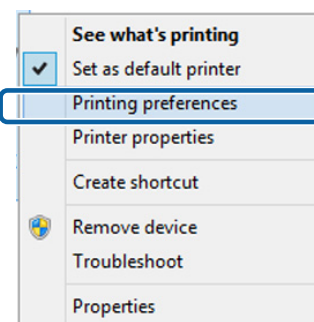 See what's printing
Set as default printer
Printing preferences
Printer properties
Create shortcut
Remove device
Troubleshoot
Properties